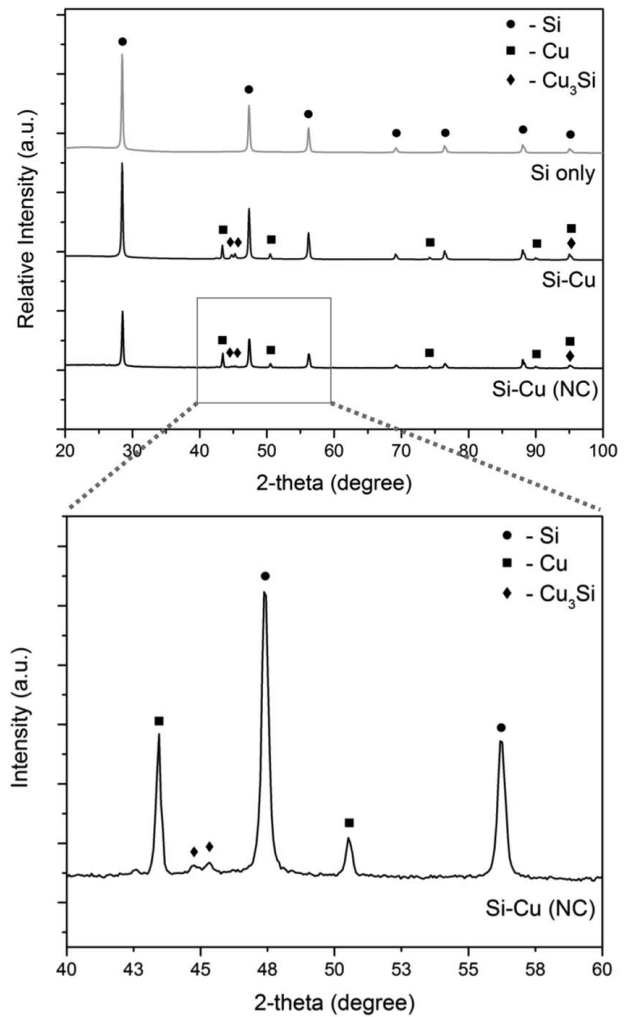 - Si
- Cu
- Cu3Si
Relative Intensity (a.u.)
Si only
Si-Cu
Si-Cu (NC)
20 30 40 50 60 70 80 90 100
2-theta (degree)
- Si
- Cu
- Cu3Si
Intensity (a.u.)
Si-Cu (NC)
40 43 45 48 50 53 55 58 60
2-theta (degree)